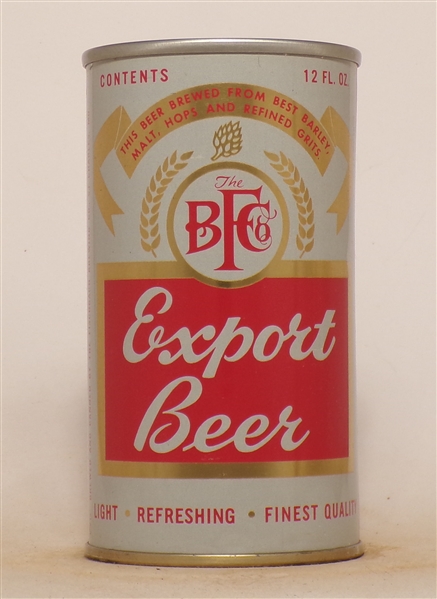 CONTENTS 12 FL. OZ.
THIS BEER BREWED FROM BEST BARLEY,
MALT, HOPS AND REFINED GRITS
The
BFCo
Export
Beer
LIGHT • REFRESHING • FINEST QUALITY